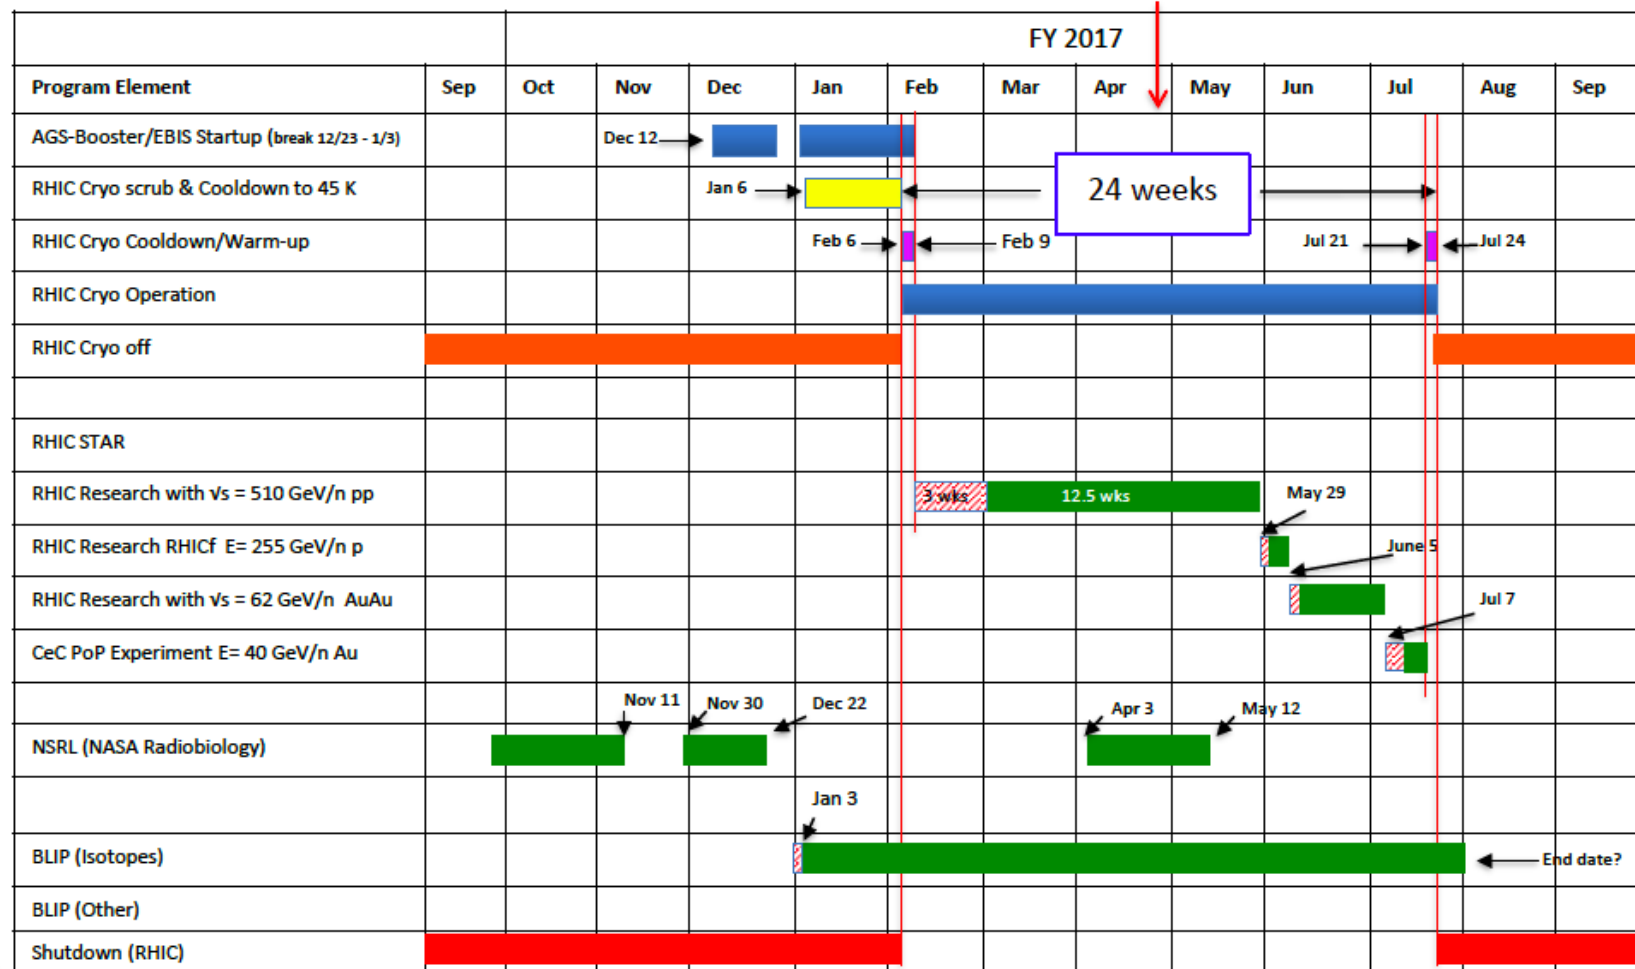 FY 2017
Program Element Sep Oct Nov Dec Jan Feb Mar Apr May Jun Jul Aug Sep
AGS-Booster/EBIS Startup (break 12/23 - 1/3) Dec 12
RHIC Cryo scrub & Cooldown to 45 K Jan 6 24 weeks
RHIC Cryo Cooldown/Warm-up Feb 6 Feb 9 Jul 21 Jul 24
RHIC Cryo Operation
RHIC Cryo off
RHIC STAR
RHIC Research with √s = 510 GeV/n pp 3 wks 12.5 wks May 29
RHIC Research RHICf E= 255 GeV/n p June 5
RHIC Research with √s = 62 GeV/n AuAu Jul 7
CeC PoP Experiment E= 40 GeV/n Au
Nov 11 Nov 30 Dec 22 Apr 3 May 12
NSRL (NASA Radiobiology)
Jan 3
BLIP (Isotopes) End date?
BLIP (Other)
Shutdown (RHIC)